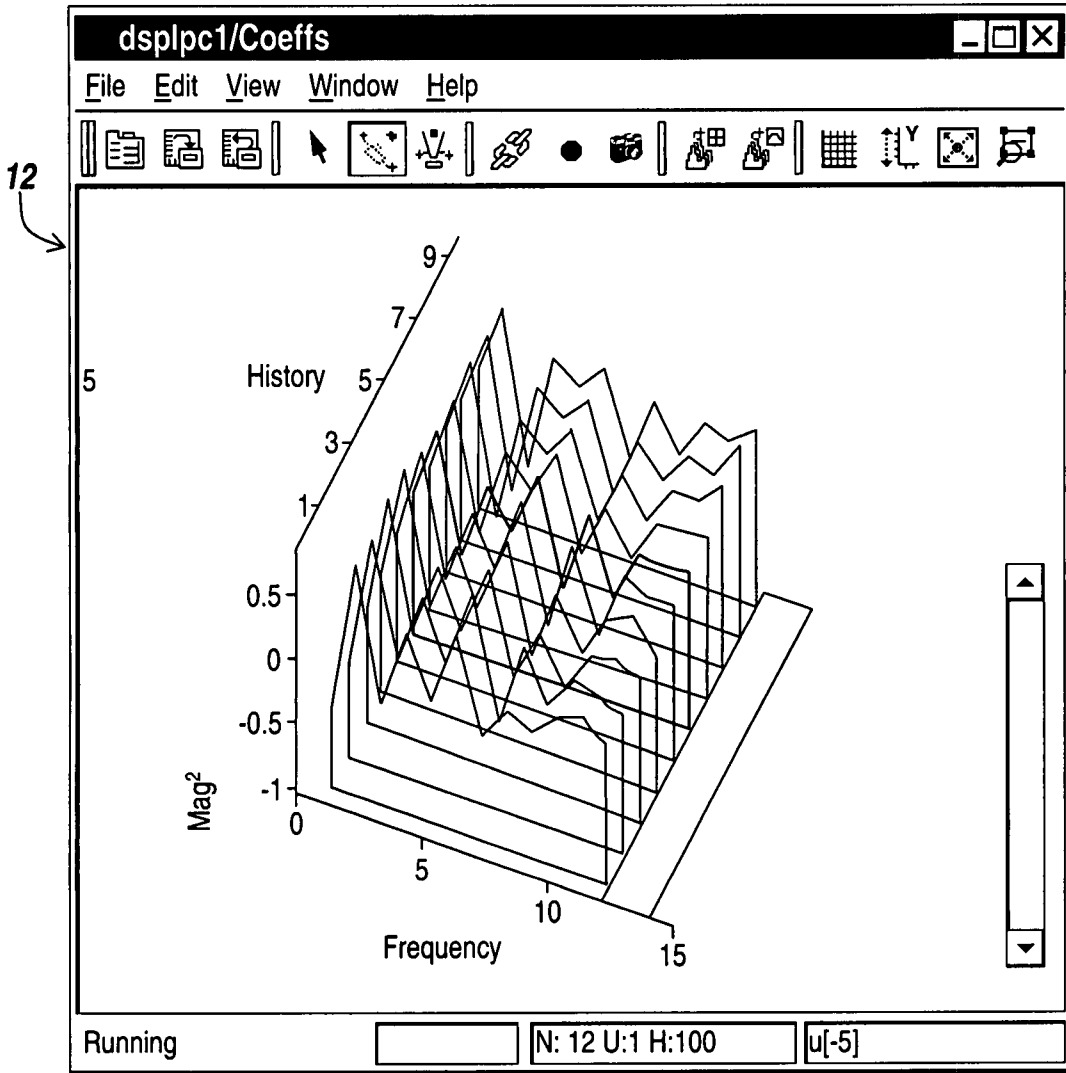 dsplpc1/Coeffs
File Edit View Window Help
Y
12
5
History
9
7
5
3
1
0.5
0
-0.5
-1
Mag²
0
5
10
15
Frequency
Running
N: 12 U:1 H:100
u[-5]